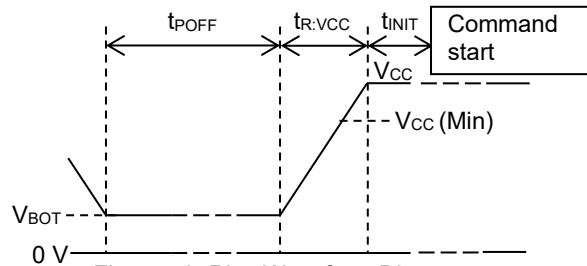 tPOFF
tR:VCC
tINIT
Command
start
VCC
VCC (Min)
VBOT
0 V